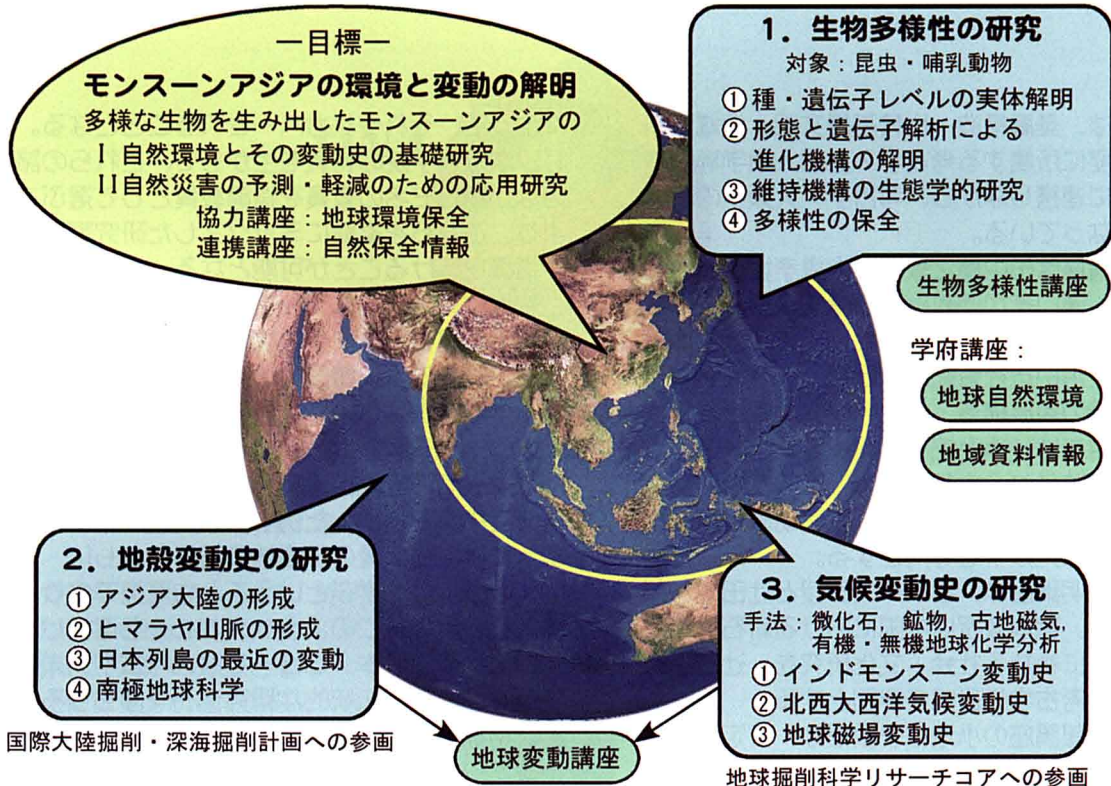 ー目標ー
モンスーンアジアの環境と変動の解明
多様な生物を生み出したモンスーンアジアの
I 自然環境とその変動史の基礎研究
II自然災害の予測・軽減のための応用研究
協力講座：地球環境保全
連携講座：自然保全情報
1．生物多様性の研究
対象：昆虫・哺乳動物
①種・遺伝子レベルの実体解明
②形態と遺伝子解析による
進化機構の解明
③維持機構の生態学的研究
④多様性の保全
生物多様性講座
学府講座：
地球自然環境
地域資料情報
2．地殻変動史の研究
①アジア大陸の形成
②ヒマラヤ山脈の形成
③日本列島の最近の変動
④南極地球科学
国際大陸掘削・深海掘削計画への参画
3．気候変動史の研究
手法：微化石，鉱物，古地磁気，
有機・無機地球化学分析
①インドモンスーン変動史
②北西大西洋気候変動史
③地球磁場変動史
地球掘削科学リサーチコアへの参画
地球変動講座